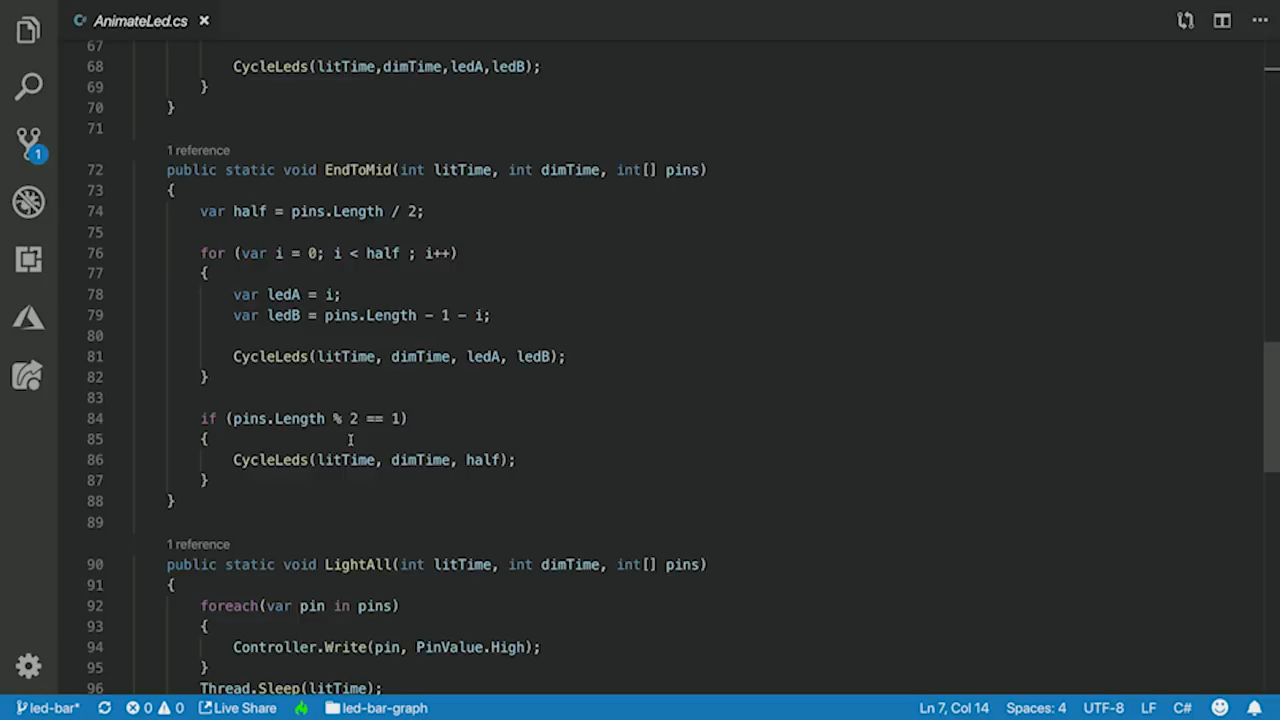 AnimateLed.cs
67
68 CycleLeds(litTime,dimTime,ledA,ledB);
69 }
70 }
71
1 reference
72 public static void EndToMid(int litTime, int dimTime, int[] pins)
73 {
74 var half = pins.Length / 2;
75
76 for (var i = 0; i < half ; i++)
77 {
78 var ledA = i;
79 var ledB = pins.Length - 1 - i;
80
81 CycleLeds(litTime, dimTime, ledA, ledB);
82 }
83
84 if (pins.Length % 2 == 1)
85 {
86 CycleLeds(litTime, dimTime, half);
87 }
88 }
89
1 reference
90 public static void LightAll(int litTime, int dimTime, int[] pins)
91 {
92 foreach(var pin in pins)
93 {
94 Controller.Write(pin, PinValue.High);
95 }
96 Thread.Sleep(litTime);
1
led-bar* 0 0 Live Share led-bar-graph Ln 7, Col 14 Spaces: 4 UTF-8 LF C#